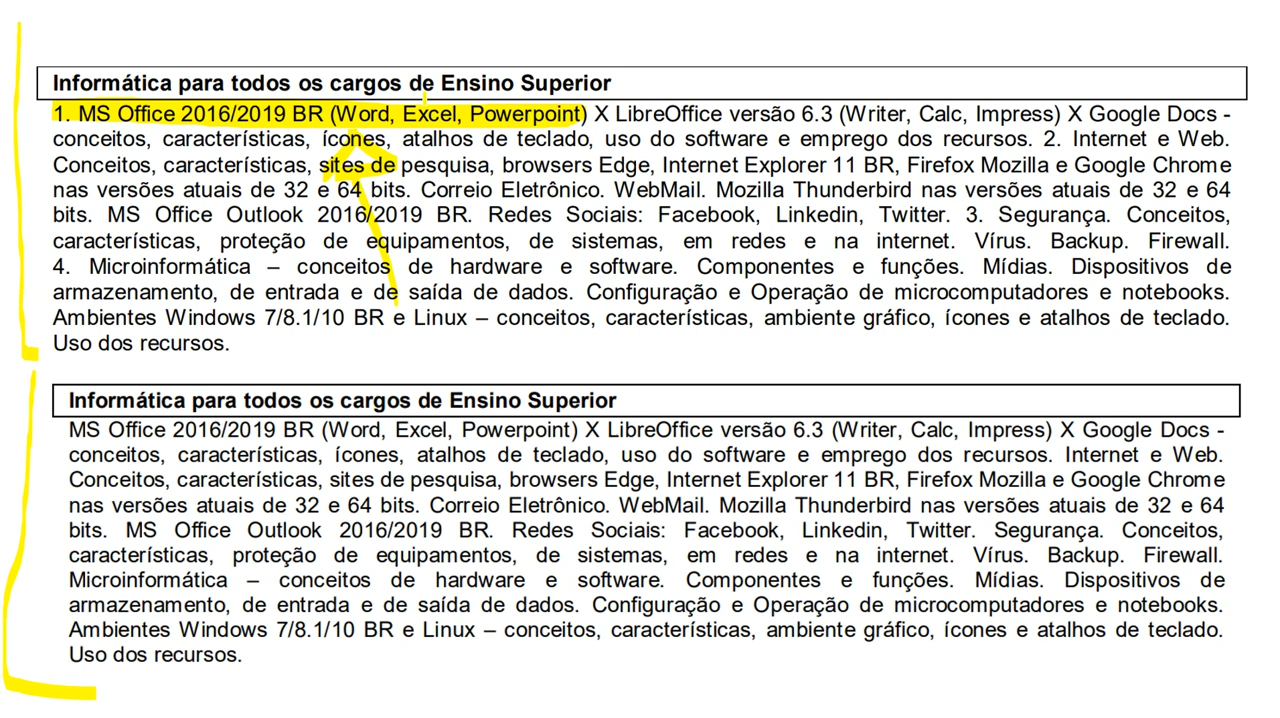 Informática para todos os cargos de Ensino Superior
1. MS Office 2016/2019 BR (Word, Excel, Powerpoint) X LibreOffice versão 6.3 (Writer, Calc, Impress) X Google Docs -
conceitos, características, ícones, atalhos de teclado, uso do software e emprego dos recursos. 2. Internet e Web.
Conceitos, características, sites de pesquisa, browsers Edge, Internet Explorer 11 BR, Firefox Mozilla e Google Chrome
nas versões atuais de 32 e 64 bits. Correio Eletrônico. WebMail. Mozilla Thunderbird nas versões atuais de 32 e 64
bits. MS Office Outlook 2016/2019 BR. Redes Sociais: Facebook, Linkedin, Twitter. 3. Segurança. Conceitos,
características, proteção de equipamentos, de sistemas, em redes e na internet. Vírus. Backup. Firewall.
4. Microinformática – conceitos de hardware e software. Componentes e funções. Mídias. Dispositivos de
armazenamento, de entrada e de saída de dados. Configuração e Operação de microcomputadores e notebooks.
Ambientes Windows 7/8.1/10 BR e Linux – conceitos, características, ambiente gráfico, ícones e atalhos de teclado.
Uso dos recursos.
Informática para todos os cargos de Ensino Superior
MS Office 2016/2019 BR (Word, Excel, Powerpoint) X LibreOffice versão 6.3 (Writer, Calc, Impress) X Google Docs -
conceitos, características, ícones, atalhos de teclado, uso do software e emprego dos recursos. Internet e Web.
Conceitos, características, sites de pesquisa, browsers Edge, Internet Explorer 11 BR, Firefox Mozilla e Google Chrome
nas versões atuais de 32 e 64 bits. Correio Eletrônico. WebMail. Mozilla Thunderbird nas versões atuais de 32 e 64
bits. MS Office Outlook 2016/2019 BR. Redes Sociais: Facebook, Linkedin, Twitter. Segurança. Conceitos,
características, proteção de equipamentos, de sistemas, em redes e na internet. Vírus. Backup. Firewall.
Microinformática – conceitos de hardware e software. Componentes e funções. Mídias. Dispositivos de
armazenamento, de entrada e de saída de dados. Configuração e Operação de microcomputadores e notebooks.
Ambientes Windows 7/8.1/10 BR e Linux – conceitos, características, ambiente gráfico, ícones e atalhos de teclado.
Uso dos recursos.